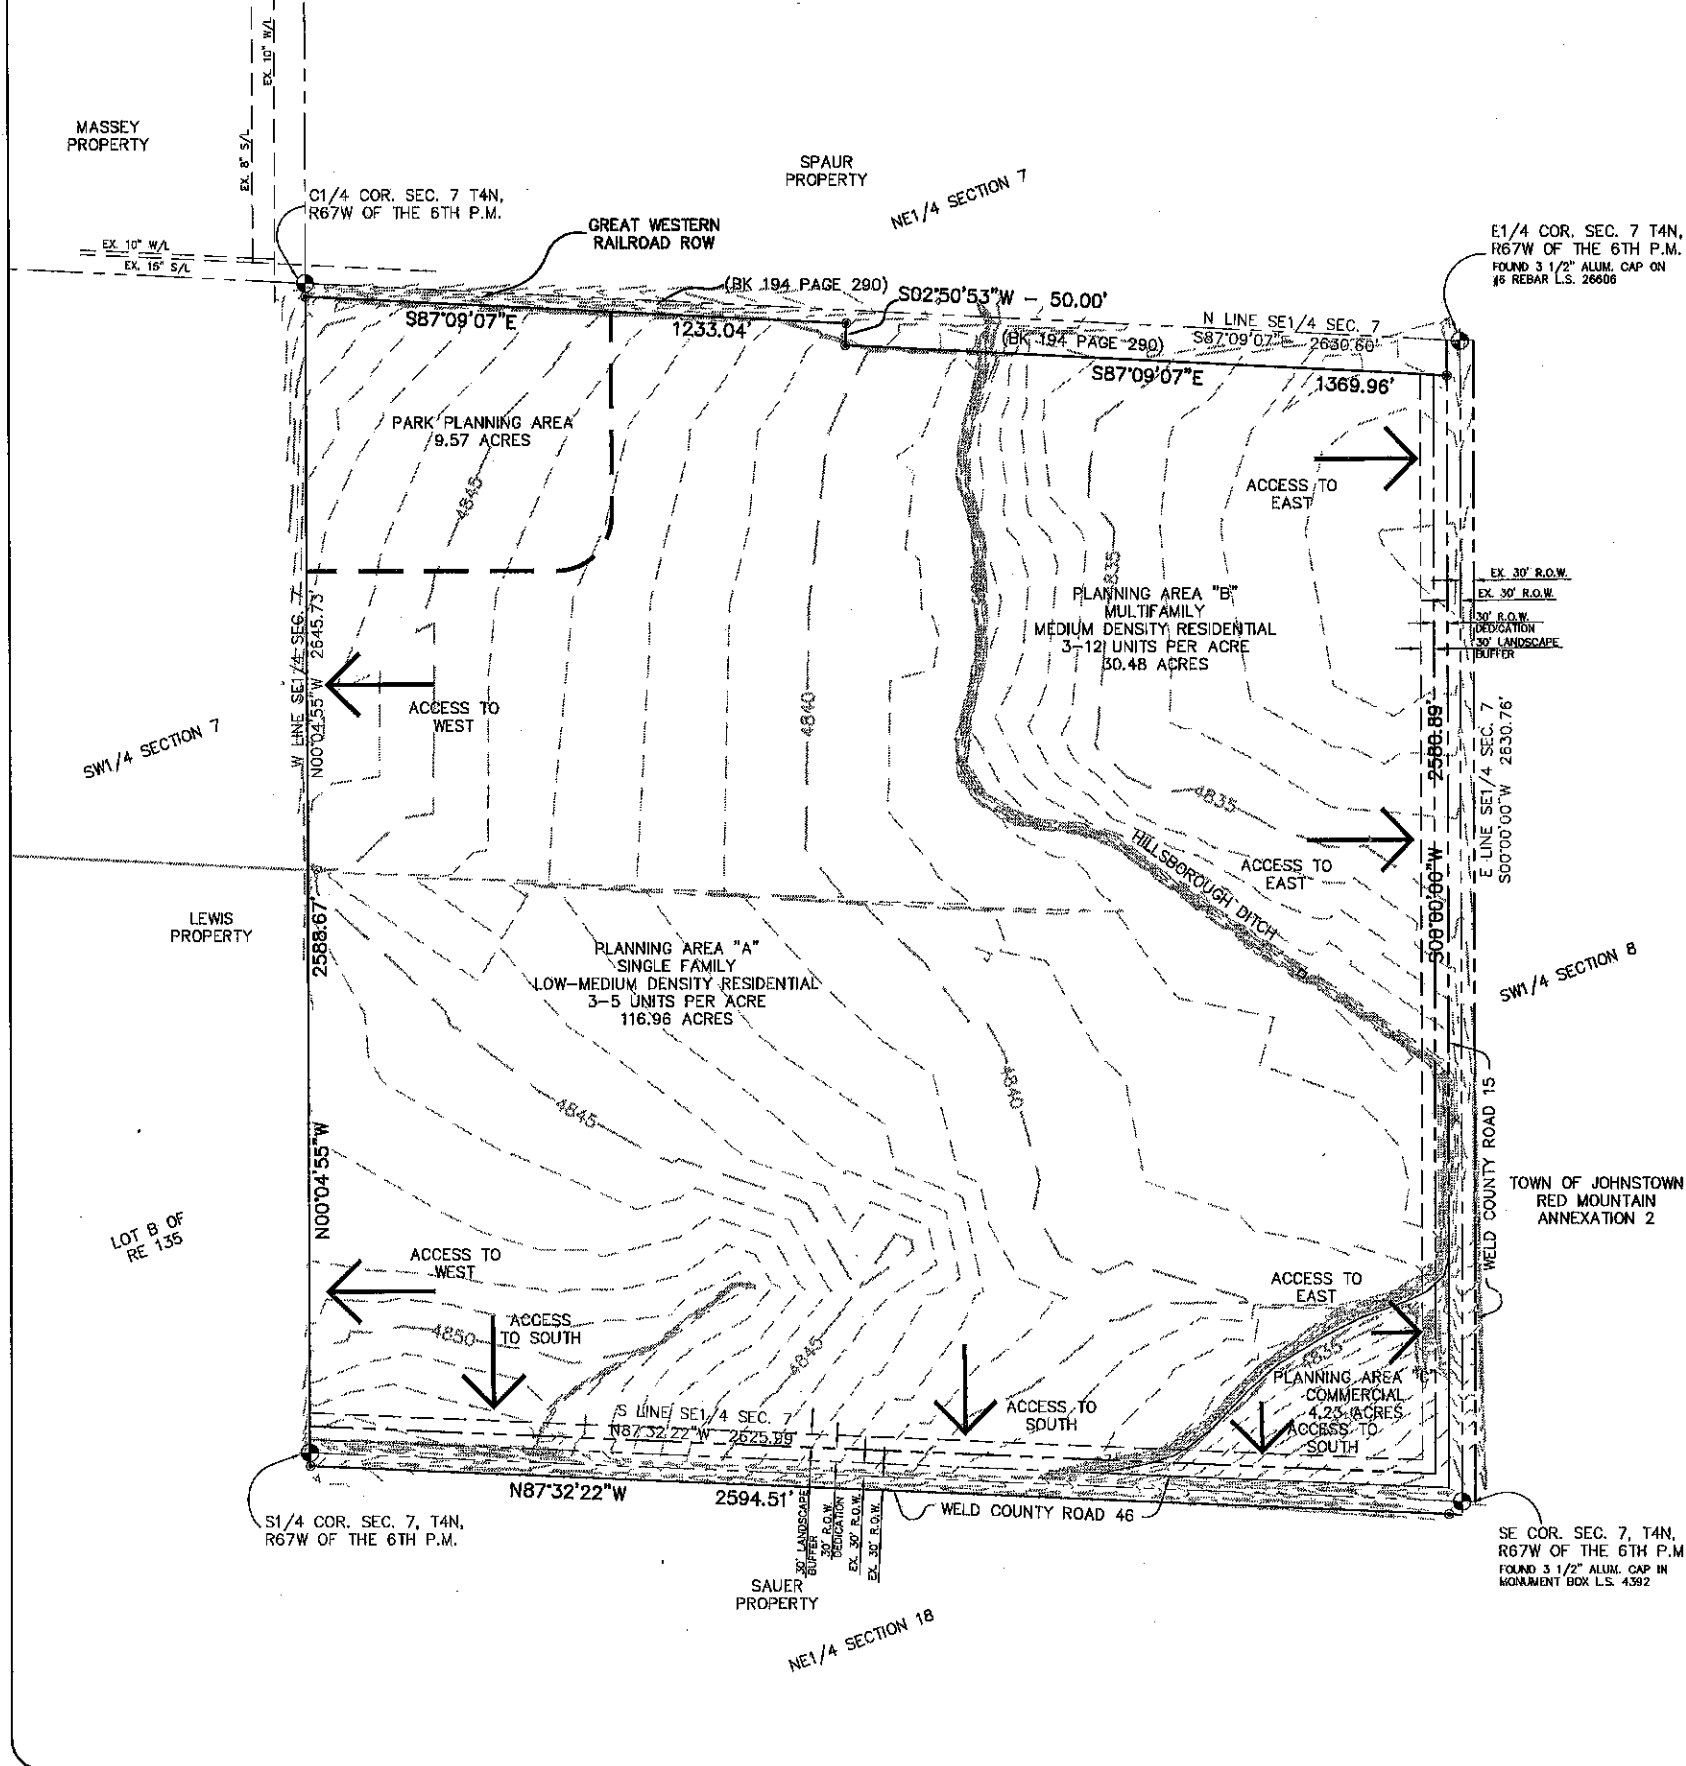 EX. 10" W/L
EX. 8" S/L
MASSEY
PROPERTY
SPAUR
PROPERTY
NE1/4 SECTION 7
C1/4 COR. SEC. 7 T4N,
R67W OF THE 6TH P.M.
GREAT WESTERN
RAILROAD ROW
E1/4 COR. SEC. 7 T4N,
R67W OF THE 6TH P.M.
FOUND 3 1/2" ALUM. CAP ON
#6 REBAR L.S. 26606
EX. 10" W/L
EX. 15" S/L
(BK 194 PAGE 290)
S02°50'53"W - 50.00'
S87°09'07"E
1233.04'
N LINE SE1/4 SEC. 7
(BK 194 PAGE 290)
S87°09'07"E 2630.60'
S87°09'07"E
1369.96'
PARK PLANNING AREA
9.57 ACRES
4845
ACCESS TO
EAST
4835
PLANNING AREA "B"
MULTIFAMILY
MEDIUM DENSITY RESIDENTIAL
3-12 UNITS PER ACRE
30.48 ACRES
EX. 30' R.O.W.
EX. 30' R.O.W.
30' R.O.W.
DEDICATION
30' LANDSCAPE
BUFFER
W LINE SE1/4 SEC. 7
N00°04'55"W 2645.73'
ACCESS TO
WEST
4840
SW1/4 SECTION 7
2580.89'
S00°00'00"W
E LINE SE1/4 SEC. 7
S00°00'00"W 2630.76'
4835
HILLSBOROUGH DITCH
ACCESS TO
EAST
LEWIS
PROPERTY
2588.67'
PLANNING AREA "A"
SINGLE FAMILY
LOW-MEDIUM DENSITY RESIDENTIAL
3-5 UNITS PER ACRE
116.96 ACRES
SW1/4 SECTION 8
4845
4840
N00°04'55"W
WELD COUNTY ROAD 15
TOWN OF JOHNSTOWN
RED MOUNTAIN
ANNEXATION 2
LOT B OF
RE 135
ACCESS TO
WEST
ACCESS TO
EAST
4850
ACCESS
TO SOUTH
4845
4835
PLANNING AREA "C"
COMMERCIAL
4.23 ACRES
ACCESS TO
SOUTH
ACCESS TO
SOUTH
S LINE SE1/4 SEC. 7
N87°32'22"W 2625.99
N87°32'22"W
2594.51'
30' LANDSCAPE
BUFFER
30' R.O.W.
DEDICATION
EX. 30' R.O.W.
EX. 30' R.O.W.
WELD COUNTY ROAD 46
S1/4 COR. SEC. 7, T4N,
R67W OF THE 6TH P.M.
SE COR. SEC. 7, T4N,
R67W OF THE 6TH P.M
FOUND 3 1/2" ALUM. CAP IN
MONUMENT BOX L.S. 4392
SAUER
PROPERTY
NE1/4 SECTION 18